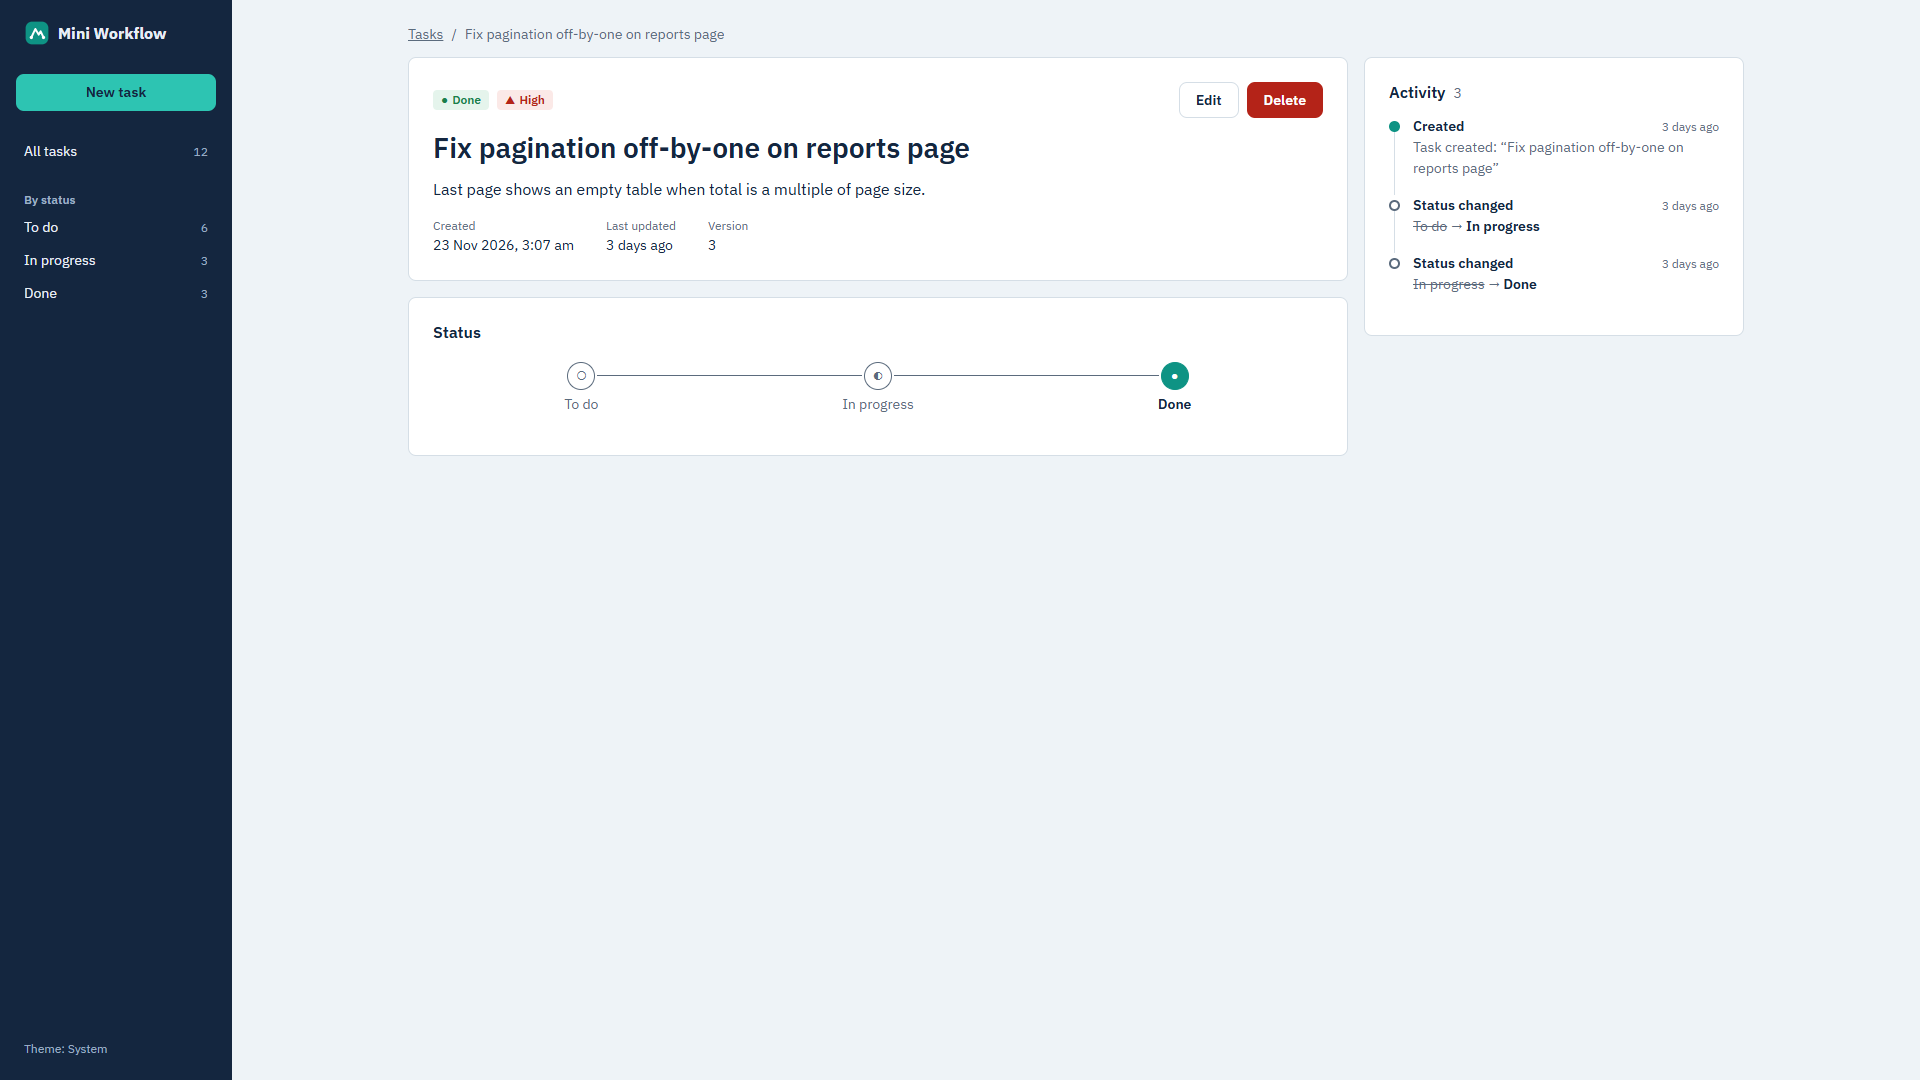 Mini Workflow
New task
All tasks 12
By status
To do 6
In progress 3
Done 3
Theme: System
Tasks / Fix pagination off-by-one on reports page
Done High
Edit Delete
Fix pagination off-by-one on reports page
Last page shows an empty table when total is a multiple of page size.
Created Last updated Version
23 Nov 2026, 3:07 am 3 days ago 3
Status
To do In progress Done
Activity 3
Created 3 days ago
Task created: “Fix pagination off-by-one on
reports page”
Status changed 3 days ago
To do → In progress
Status changed 3 days ago
In progress → Done